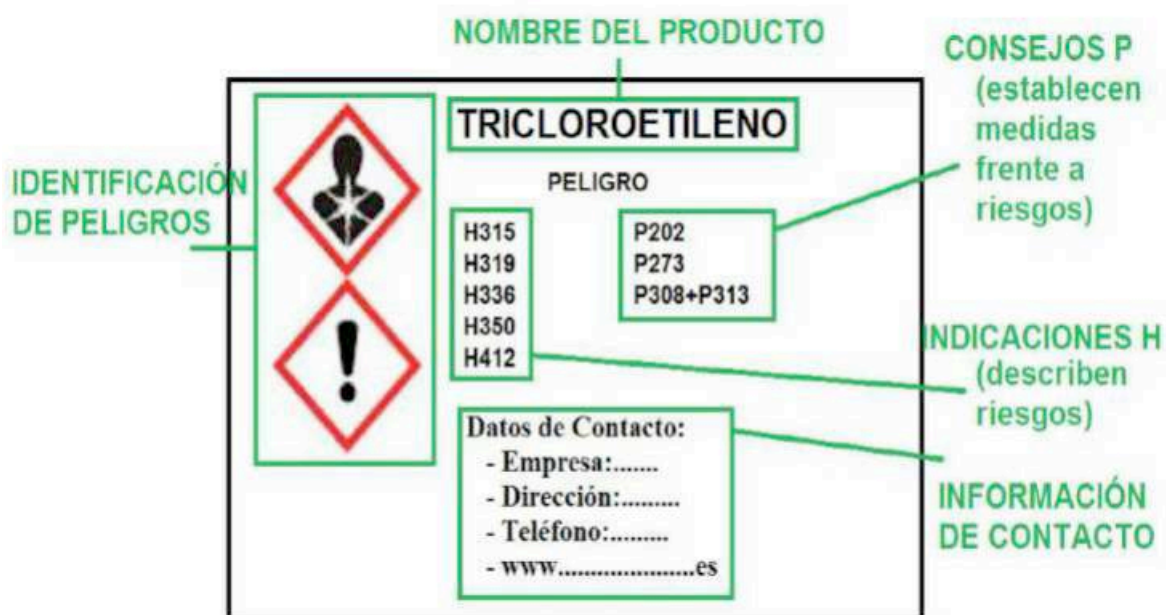 NOMBRE DEL PRODUCTO
TRICLOROETILENO
PELIGRO
IDENTIFICACIÓN
DE PELIGROS
H315
H319
H336
H350
H412
P202
P273
P308+P313
CONSEJOS P
(establecen
medidas
frente a
riesgos)
INDICACIONES H
(describen
riesgos)
Datos de Contacto:
- Empresa:.......
- Dirección:.........
- Teléfono:.........
- www.....................es
INFORMACIÓN
DE CONTACTO